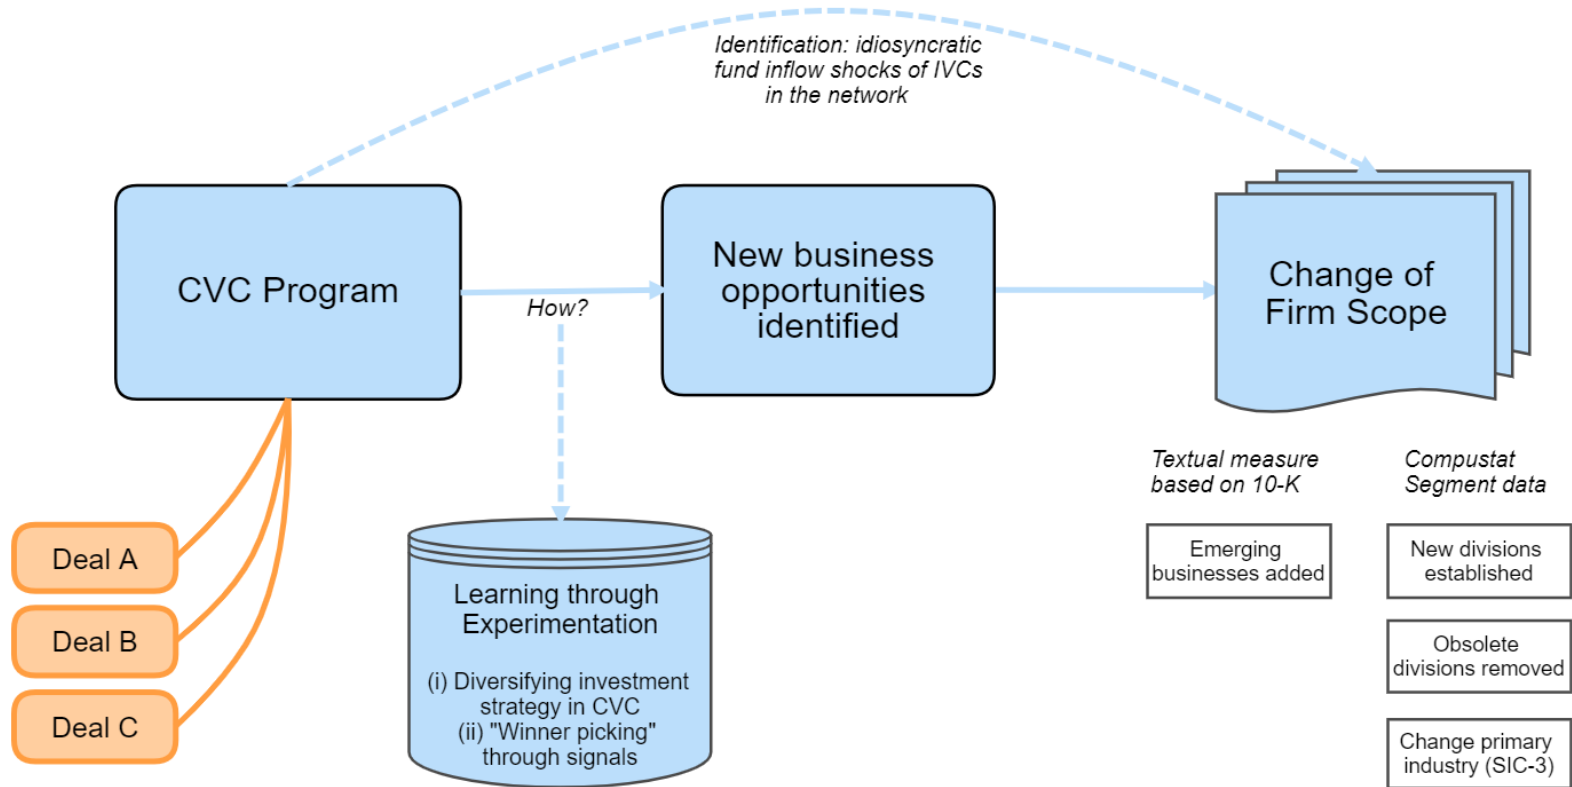 Identification: idiosyncratic
fund inflow shocks of IVCs
in the network
CVC Program
How?
New business
opportunities
identified
Change of
Firm Scope
Deal A
Deal B
Deal C
Learning through
Experimentation
(i) Diversifying investment
strategy in CVC
(ii) "Winner picking"
through signals
Textual measure
based on 10-K
Emerging
businesses added
Compustat
Segment data
New divisions
established
Obsolete
divisions removed
Change primary
industry (SIC-3)